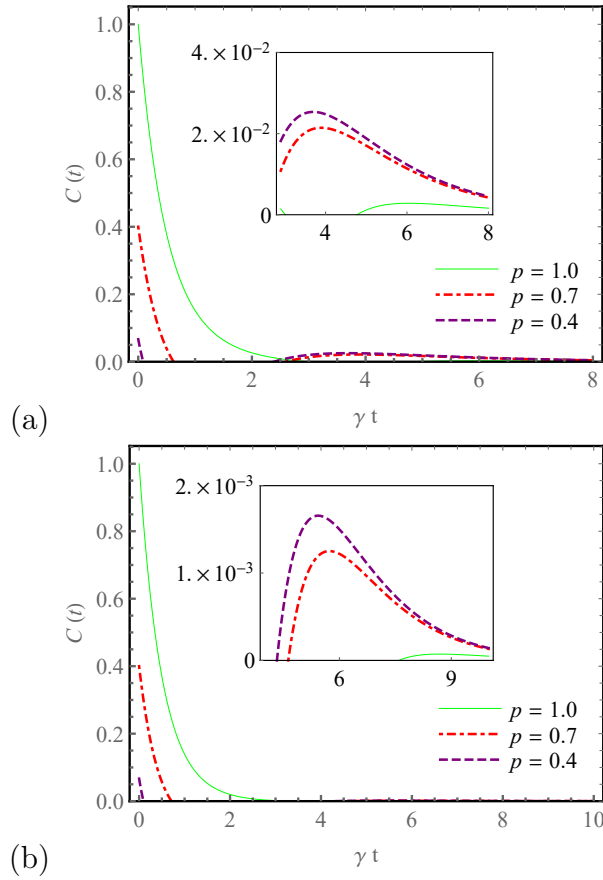 1.0
0.8
0.6
0.4
0.2
0.0
C (t)
4.×10⁻²
2.×10⁻²
0
4
6
8
p = 1.0
p = 0.7
p = 0.4
0
2
4
6
8
γ t
(a)
1.0
0.8
0.6
0.4
0.2
0.0
C (t)
2.×10⁻³
1.×10⁻³
0
6
9
p = 1.0
p = 0.7
p = 0.4
0
2
4
6
8
10
γ t
(b)